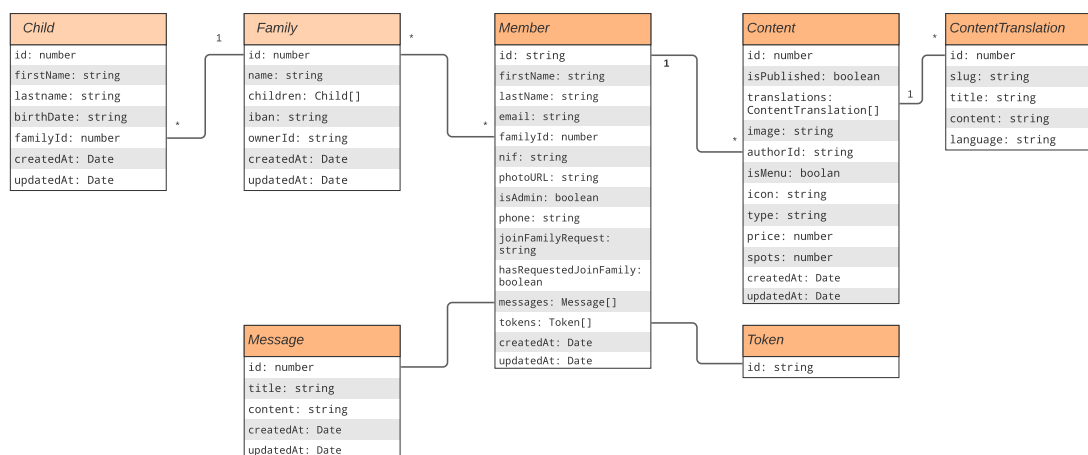 Child
id: number
firstName: string
lastname: string
birthDate: string
familyId: number
createdAt: Date
updatedAt: Date
1
*
Family
id: number
name: string
children: Child[]
iban: string
ownerId: string
createdAt: Date
updatedAt: Date
*
*
Member
id: string
firstName: string
lastName: string
email: string
familyId: number
nif: string
photoURL: string
isAdmin: boolean
phone: string
joinFamilyRequest:
string
hasRequestedJoinFamily:
boolean
messages: Message[]
tokens: Token[]
createdAt: Date
updatedAt: Date
1
*
Content
id: number
isPublished: boolean
translations:
ContentTranslation[]
image: string
authorId: string
isMenu: boolan
icon: string
type: string
price: number
spots: number
createdAt: Date
updatedAt: Date
1
*
ContentTranslation
id: number
slug: string
title: string
content: string
language: string
Message
id: number
title: string
content: string
createdAt: Date
updatedAt: Date
Token
id: string